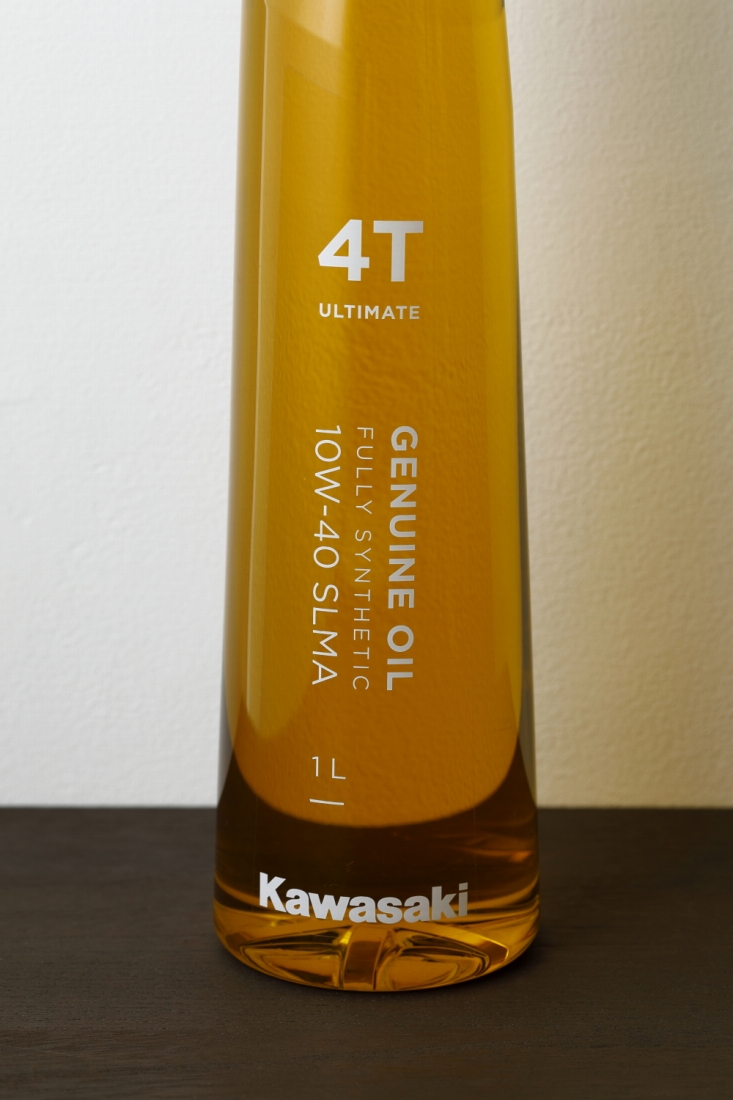 4T
ULTIMATE
GENUINE OIL
FULLY SYNTHETIC
10W-40 SLMA
1L
Kawasaki